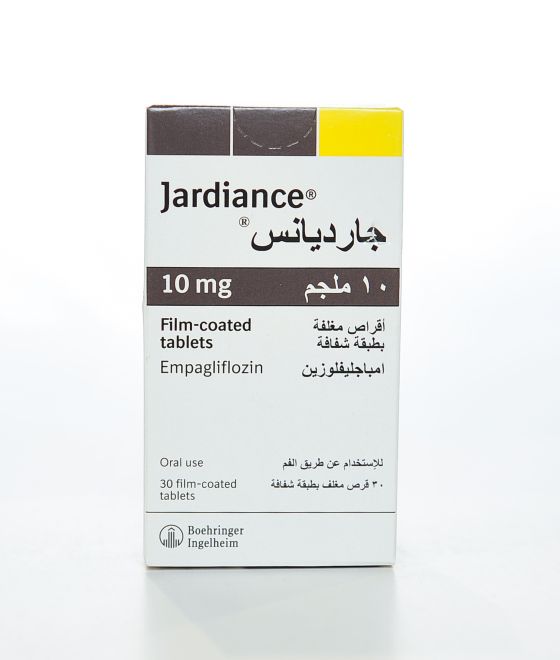 Jardiance®
جارديانس®
10 mg ١٠ ملجم
Film-coated أقراص مغلفة
tablets بطبقة شفافة
Empagliflozin امباجليفلوزين
Oral use للإستخدام عن طريق الفم
30 film-coated ٣٠ قرص مغلف بطبقة شفافة
tablets
Boehringer
Ingelheim